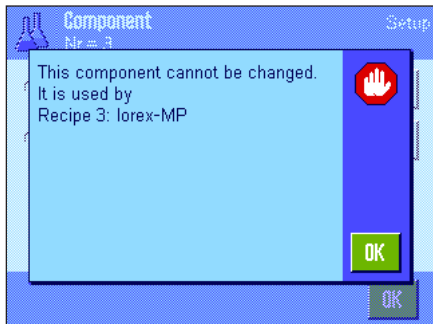 Component
Setup
Nr = 3
This component cannot be changed.
It is used by
Recipe 3: lorex-MP
OK
OK